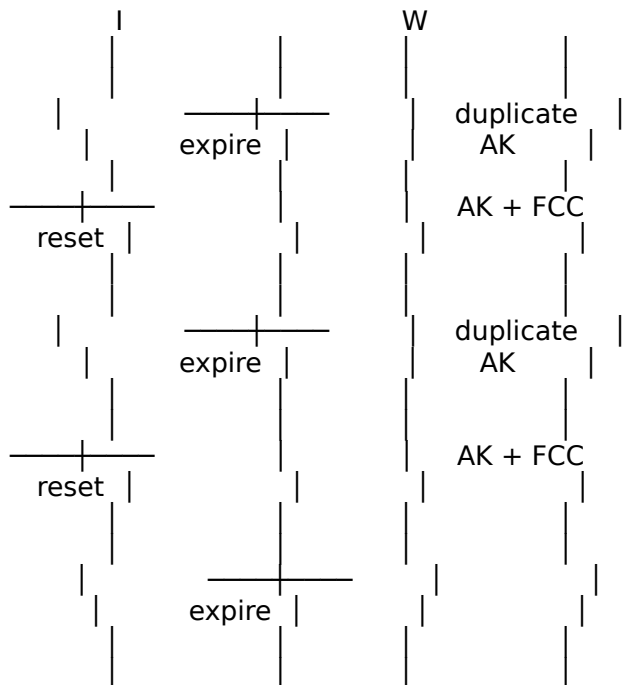 I W
duplicate
expire AK
AK + FCC
reset
duplicate
expire AK
AK + FCC
reset
expire